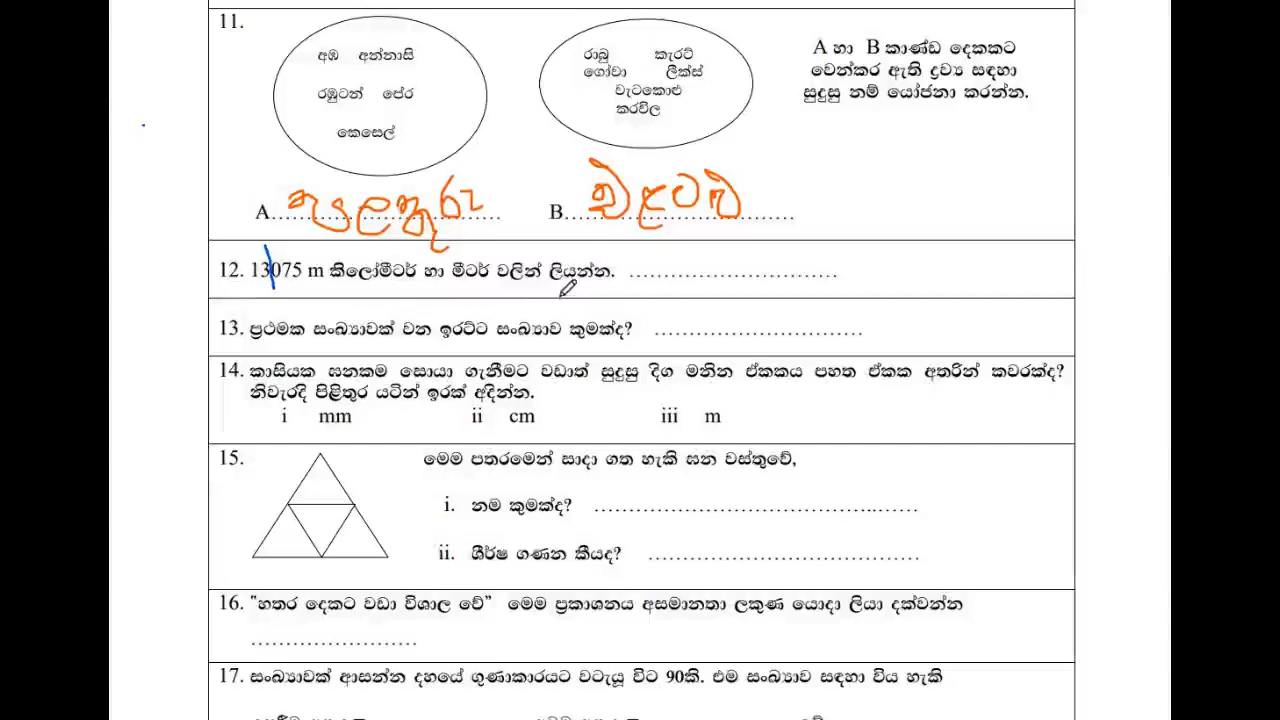 11.
අඹ අන්නාසි
රඹුටන් පේර
කෙසෙල්
රාබු කැරට්
ගෝවා ලීක්ස්
වැටකොළු
කරවිල
A හා B කාණ්ඩ දෙකකට
වෙන්කර ඇති ද්‍රව්‍ය සඳහා
සුදුසු නම් යෝජනා කරන්න.
A............පලතුරු............
B............එළවළු............
12. 13075 m කිලෝමීටර් හා මීටර් වලින් ලියන්න. ..............................
13. ප්‍රථමක සංඛ්‍යාවක් වන ඉරට්ට සංඛ්‍යාව කුමක්ද? ..............................
14. කාසියක ඝනකම සොයා ගැනීමට වඩාත් සුදුසු දිග මනින ඒකකය පහත ඒකක අතරින් කවරක්ද?
නිවැරදි පිළිතුර යටින් ඉරක් අදින්න.
i mm ii cm iii m
15. මෙම පතරමෙන් සාදා ගත හැකි ඝන වස්තුවේ,
i. නම කුමක්ද? ..............................................
ii. ශීර්ෂ ගණන කීයද? .......................................
16. "හතර දෙකට වඩා විශාල වේ" මෙම ප්‍රකාශනය අසමානතා ලකුණ යොදා ලියා දක්වන්න
........................
17. සංඛ්‍යාවක් ආසන්න දහයේ ගුණාකාරයට වටැයූ විට 90කි. එම සංඛ්‍යාව සඳහා විය හැකි